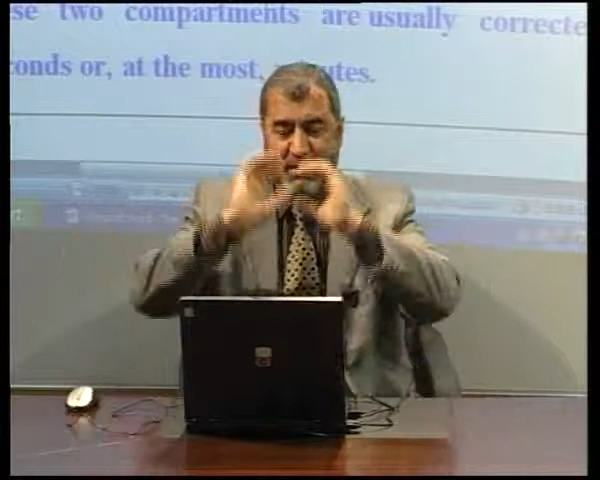 se two compartments are usually correcte
conds or, at the most,
utes.